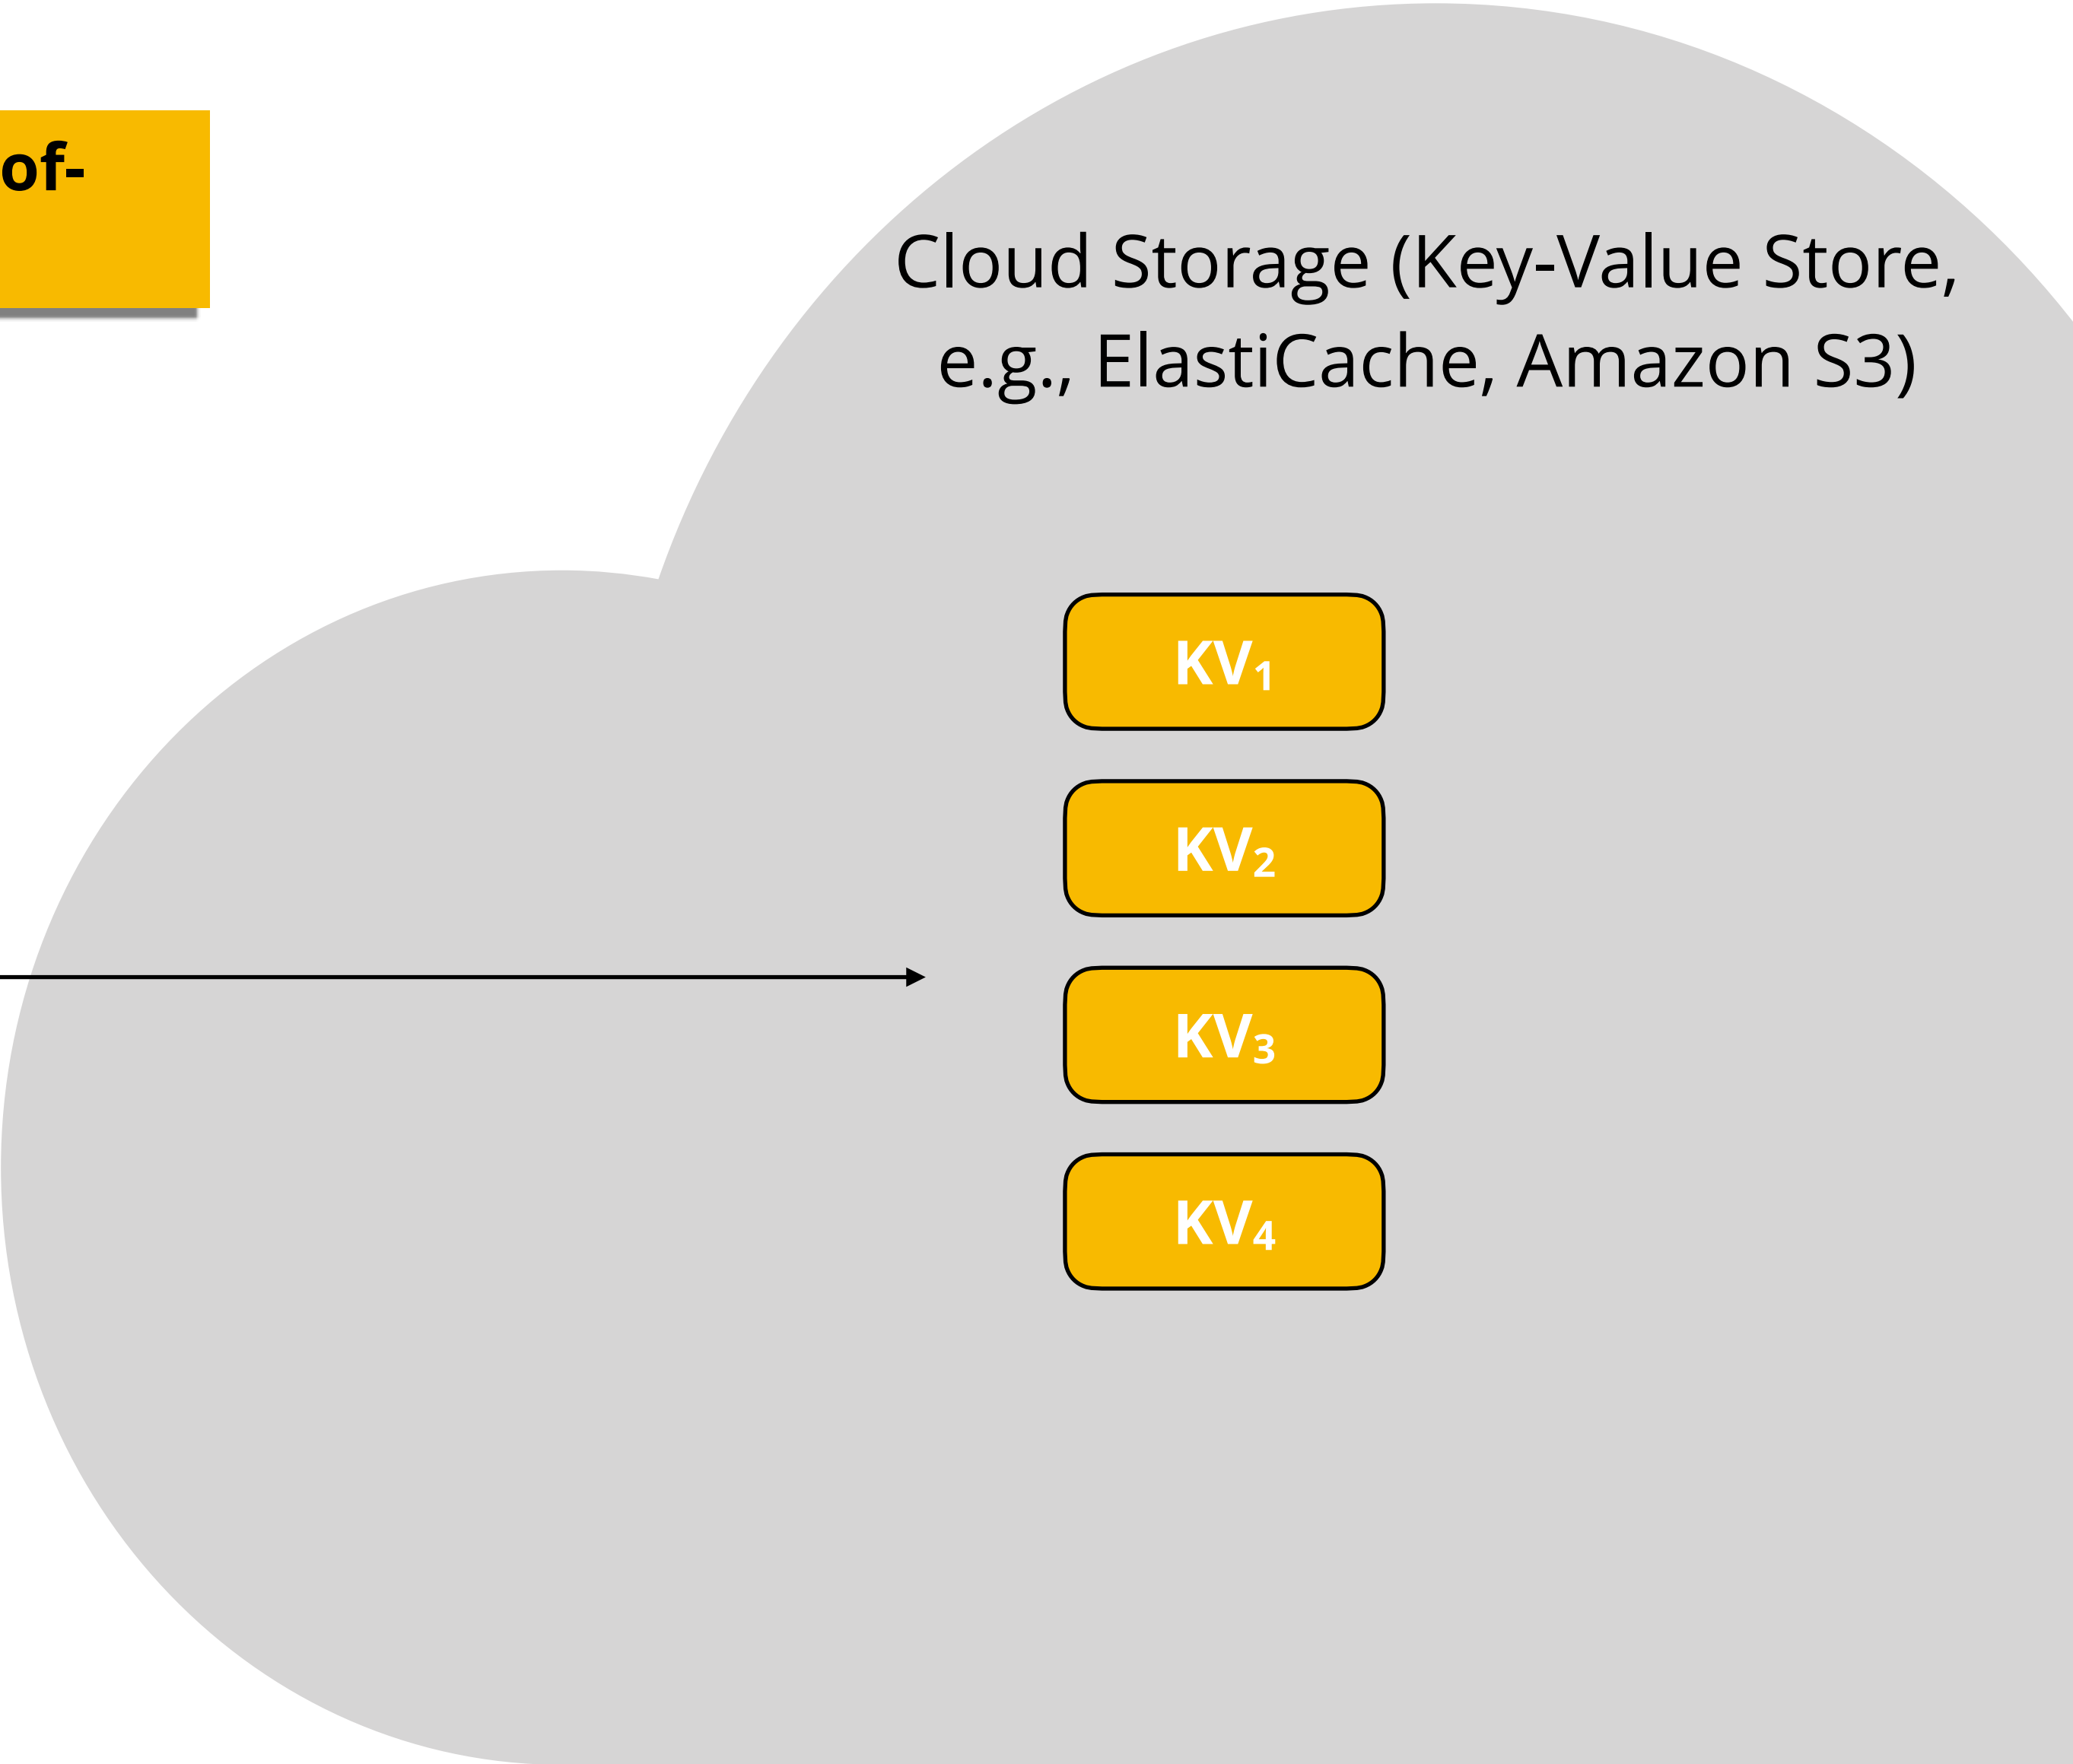 of-
Cloud Storage (Key-Value Store,
e.g., ElastiCache, Amazon S3)
KV₁
KV₂
KV₃
KV₄